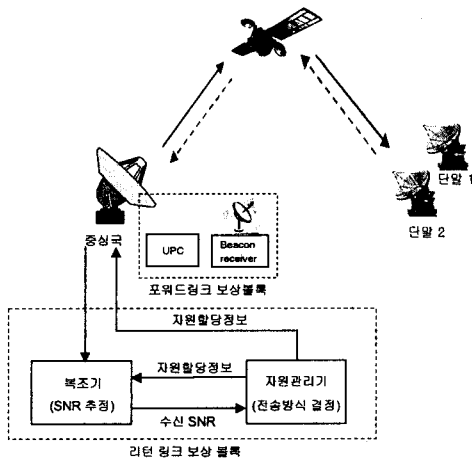 단말 1
단말 2
중심국
UPC
Beacon
receiver
포워드링크 보상블록
자원할당정보
복조기
(SNR 추정)
자원할당정보
수신 SNR
자원관리기
(전송방식 결정)
리턴 링크 보상 블록